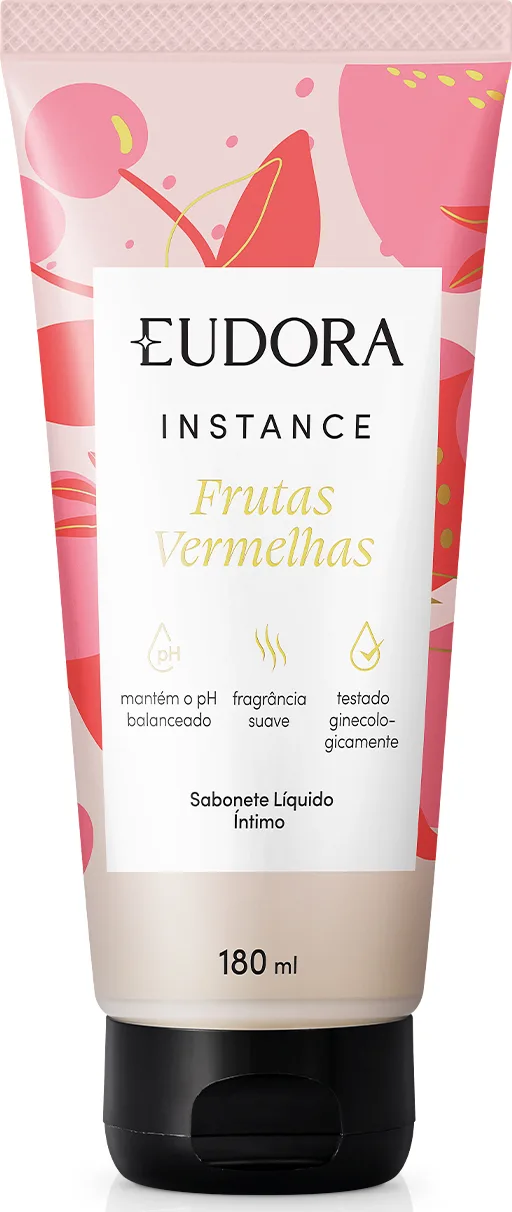 EUDORA
INSTANCE
Frutas
Vermelhas
pH
mantém o pH
balanceado
fragrância
suave
testado
ginecolo-
gicamente
Sabonete Líquido
Íntimo
180 ml